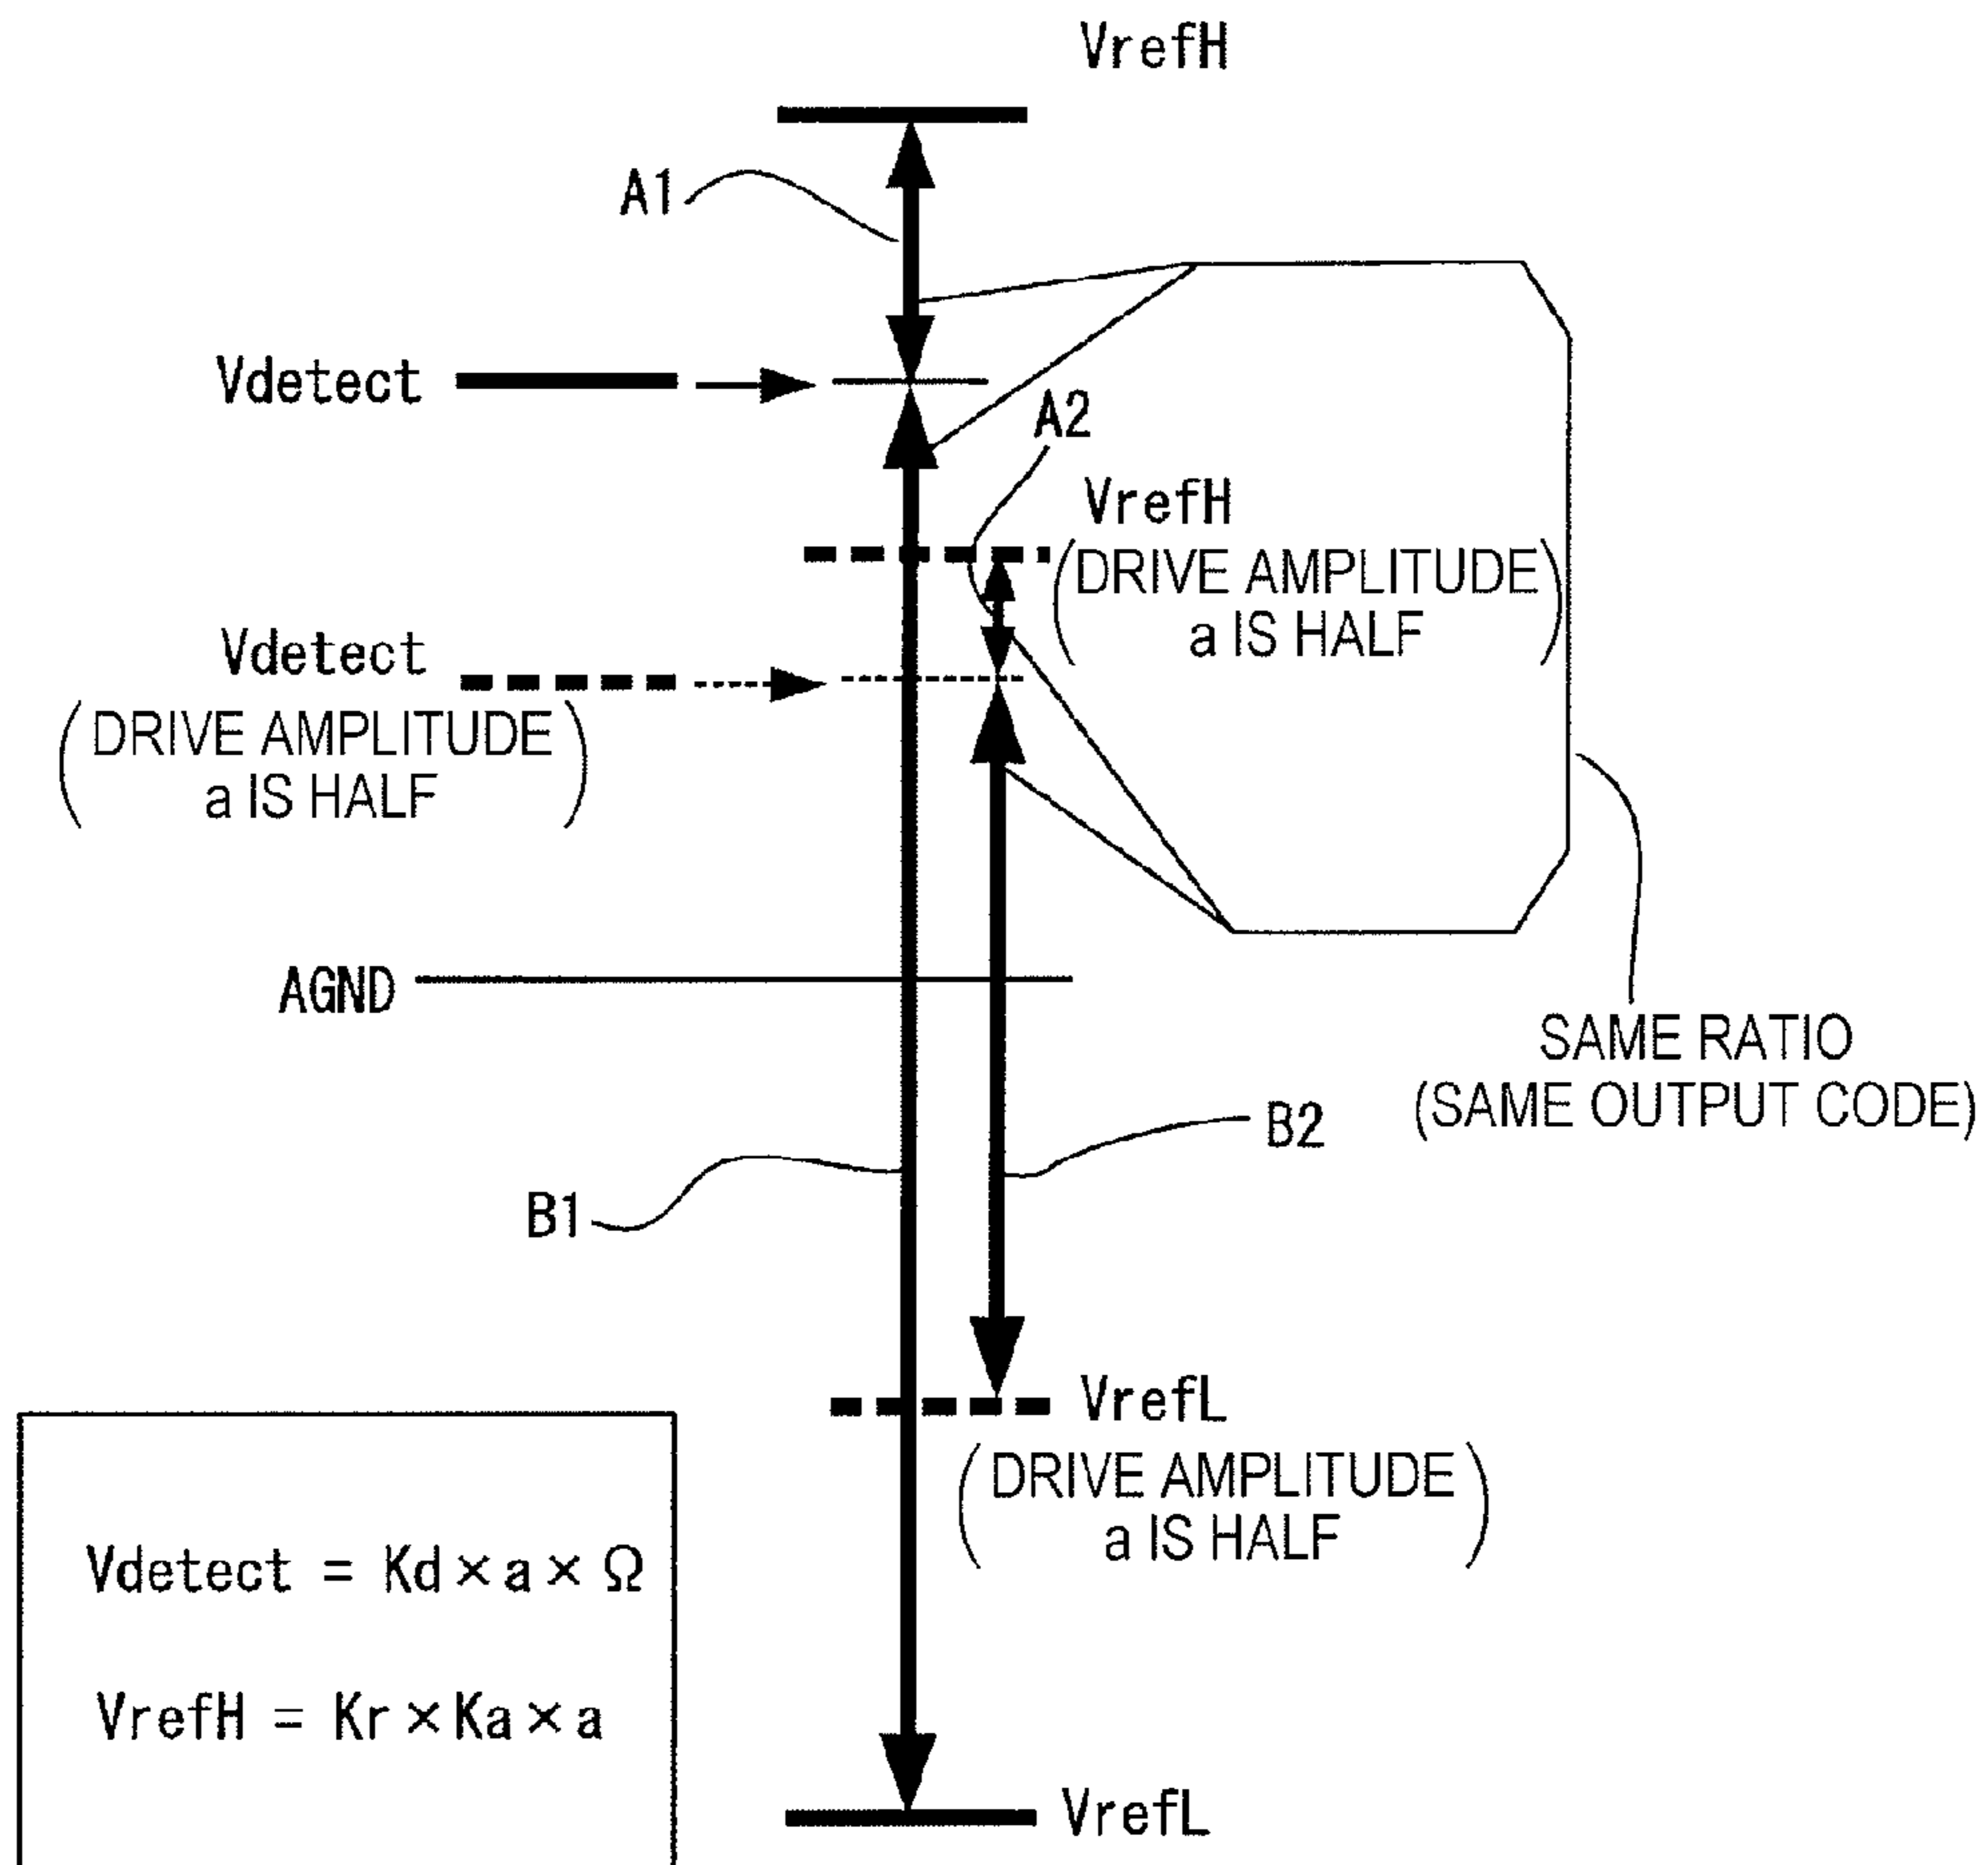 VrefH
A1
Vdetect
A2
VrefH
(DRIVE AMPLITUDE
a IS HALF)
Vdetect
(DRIVE AMPLITUDE
a IS HALF)
AGND
SAME RATIO
(SAME OUTPUT CODE)
B2
B1
VrefL
(DRIVE AMPLITUDE
a IS HALF)
Vdetect = Kd×a×Ω
VrefH = Kr×Ka×a
VrefL